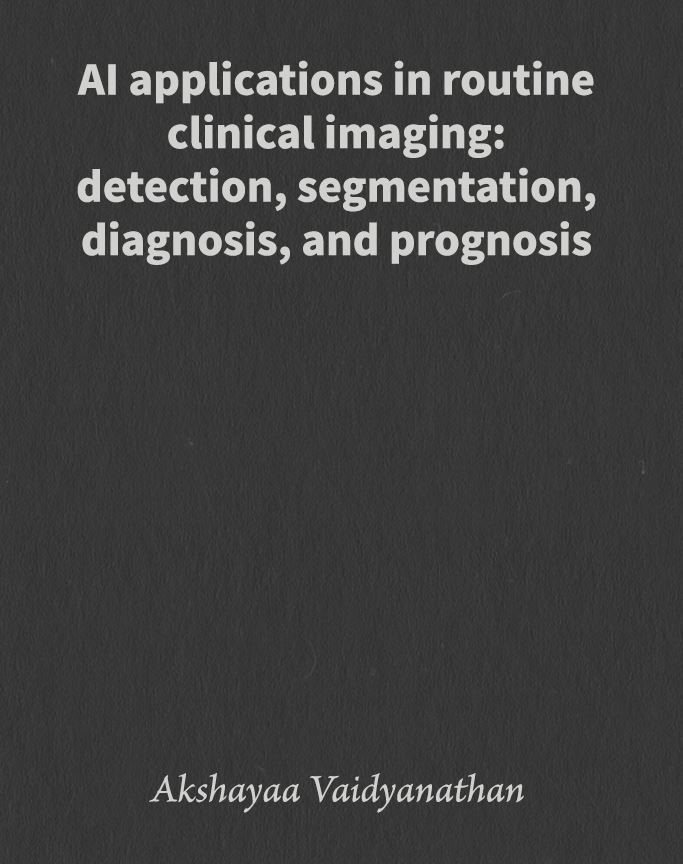 AI applications in routine
clinical imaging:
detection, segmentation,
diagnosis, and prognosis
Akshayaa Vaidyanathan